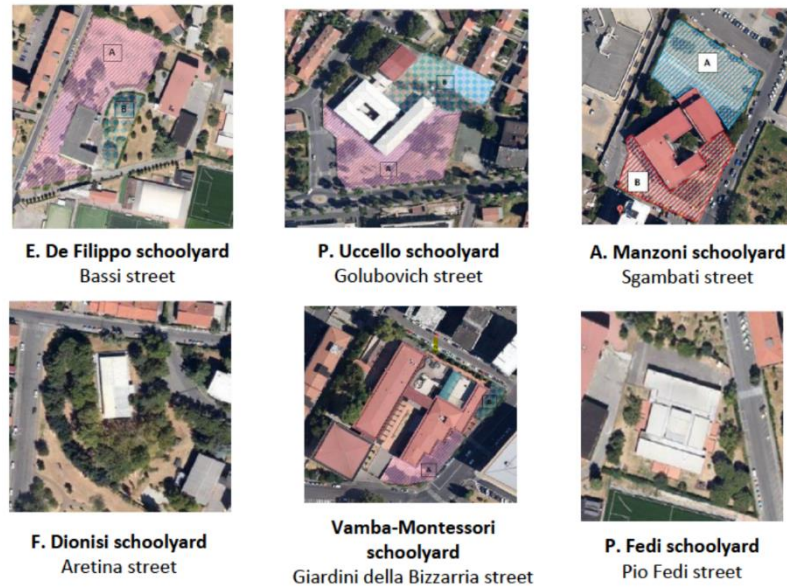 A
B
B
A
B
E. De Filippo schoolyard
Bassi street
P. Uccello schoolyard
Golubovich street
A. Manzoni schoolyard
Sgambati street
A
F. Dionisi schoolyard
Aretina street
Vamba-Montessori
schoolyard
Giardini della Bizzarria street
P. Fedi schoolyard
Pio Fedi street